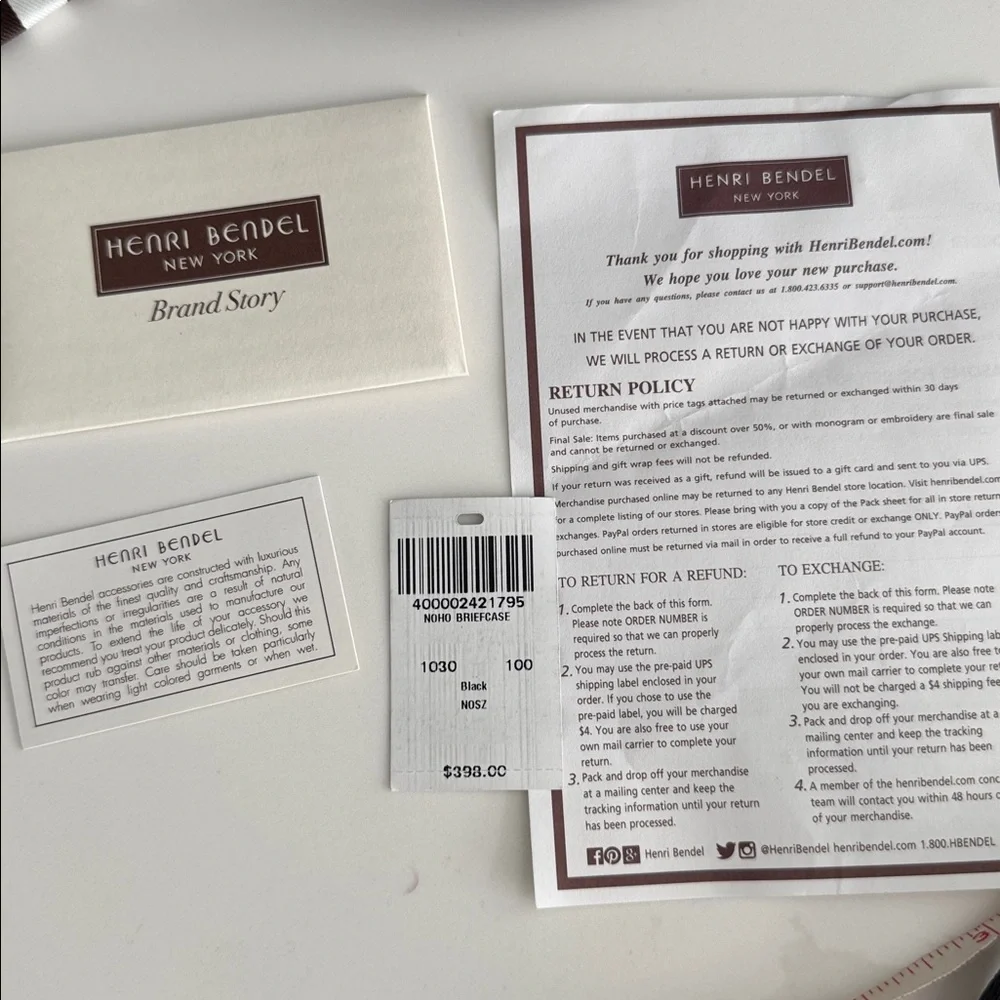 HENRI BENDEL
NEW YORK
Brand Story
HENRI BENDEL
NEW YORK
Henri Bendel accessories are constructed with luxurious
materials of the finest quality and craftsmanship. Any
imperfections or irregularities are a result of natural
conditions in the materials used to manufacture our
products. To extend the life of your accessory we
recommend you treat your product delicately. Should this
product rub against other materials or clothing, some
color may transfer. Care should be taken particularly
when wearing light colored garments or when wet.
400002421795
NOHO BRIEFCASE
1030 100
Black
NOSZ
$398.00
HENRI BENDEL
NEW YORK
Thank you for shopping with HenriBendel.com!
We hope you love your new purchase.
If you have any questions, please contact us at 1.800.423.6335 or support@henribendel.com.
IN THE EVENT THAT YOU ARE NOT HAPPY WITH YOUR PURCHASE,
WE WILL PROCESS A RETURN OR EXCHANGE OF YOUR ORDER.
RETURN POLICY
Unused merchandise with price tags attached may be returned or exchanged within 30 days
of purchase.
Final Sale: Items purchased at a discount over 50%, or with monogram or embroidery are final sale
and cannot be returned or exchanged.
Shipping and gift wrap fees will not be refunded.
If your return was received as a gift, refund will be issued to a gift card and sent to you via UPS.
Merchandise purchased online may be returned to any Henri Bendel store location. Visit henribendel.com
for a complete listing of our stores. Please bring with you a copy of the Pack sheet for all in store return
exchanges. PayPal orders returned in stores are eligible for store credit or exchange ONLY. PayPal orders
purchased online must be returned via mail in order to receive a full refund to your PayPal account.
TO RETURN FOR A REFUND:
1. Complete the back of this form.
Please note ORDER NUMBER is
required so that we can properly
process the return.
2. You may use the pre-paid UPS
shipping label enclosed in your
order. If you chose to use the
pre-paid label, you will be charged
$4. You are also free to use your
own mail carrier to complete your
return.
3. Pack and drop off your merchandise
at a mailing center and keep the
tracking information until your return
has been processed.
TO EXCHANGE:
1. Complete the back of this form. Please note
ORDER NUMBER is required so that we can
properly process the exchange.
2. You may use the pre-paid UPS Shipping lab
enclosed in your order. You are also free t
your own mail carrier to complete your re
You will not be charged a $4 shipping fee
you are exchanging.
3. Pack and drop off your merchandise at a
mailing center and keep the tracking
information until your return has been
processed.
4. A member of the henribendel.com conc
team will contact you within 48 hours o
of your merchandise.
Henri Bendel @HenriBendel henribendel.com 1.800.HBENDEL